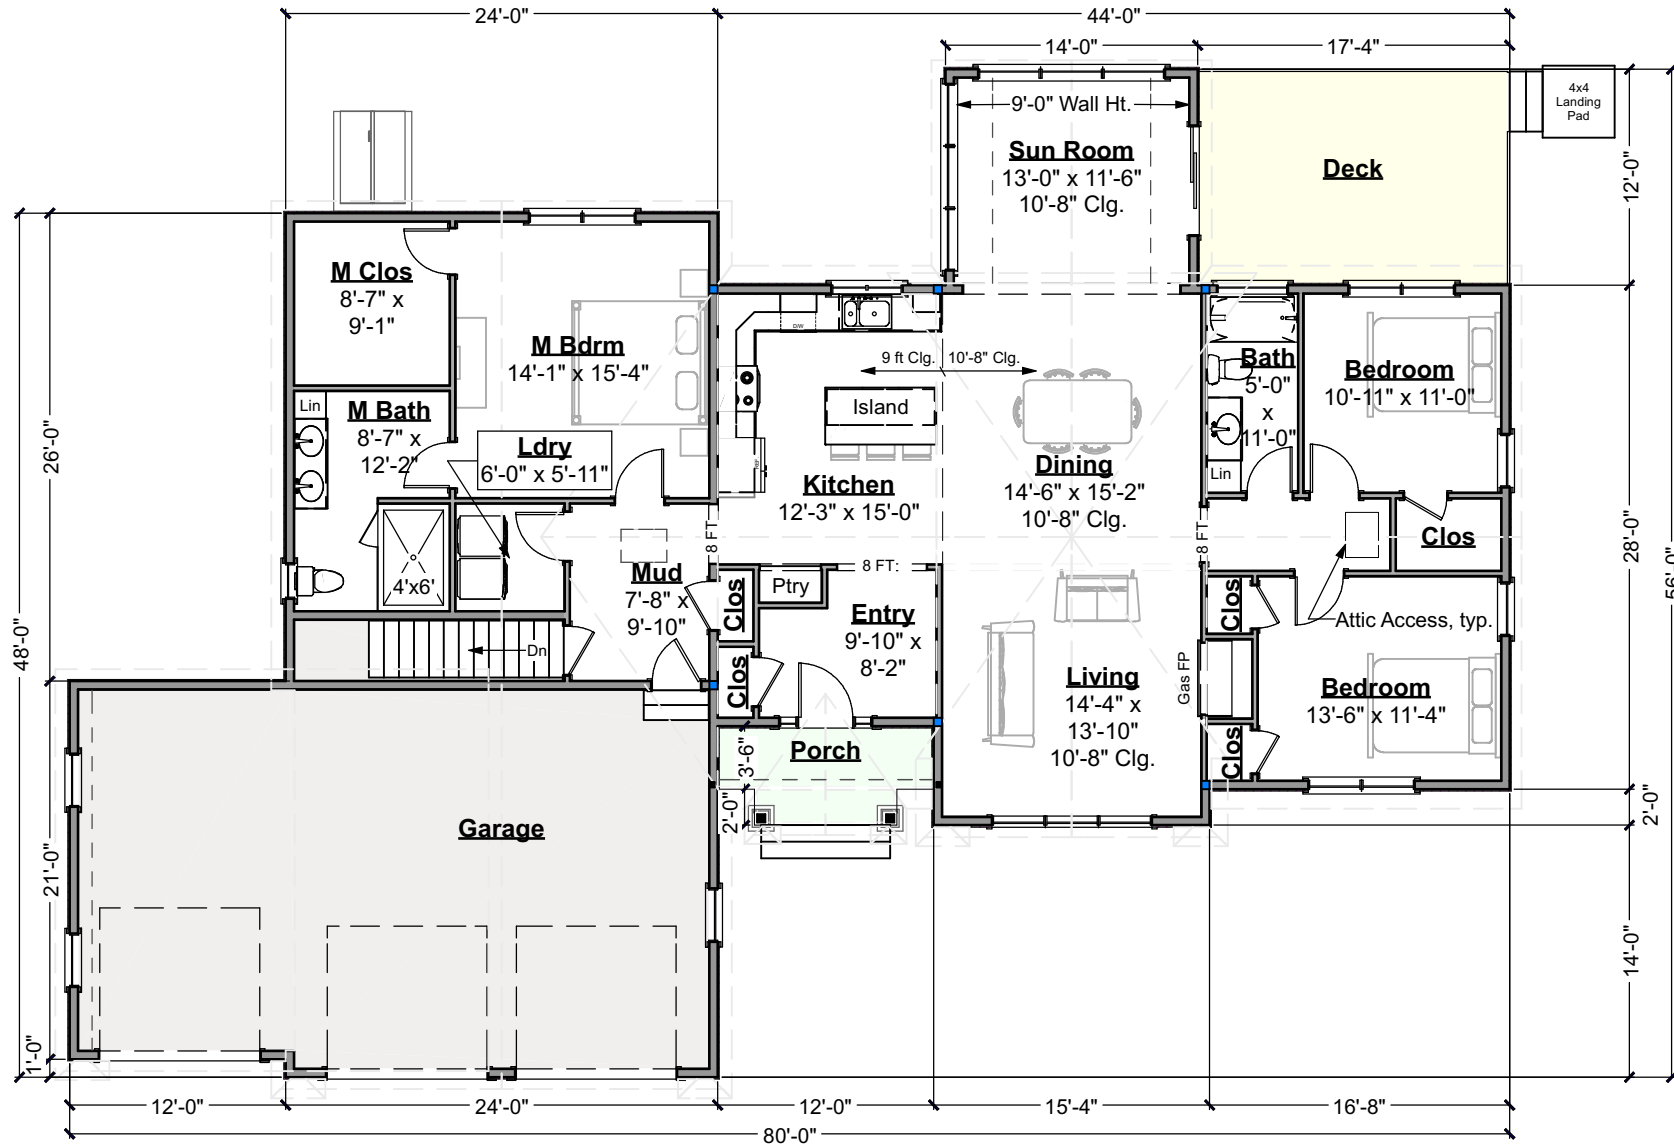 24'-0"
44'-0"
14'-0"
17'-4"
9'-0" Wall Ht.
4x4
Landing
Pad
Sun Room
13'-0" x 11'-6"
10'-8" Clg.
Deck
12'-0"
M Clos
8'-7" x
9'-1"
M Bdrm
14'-1" x 15'-4"
D/W
9 ft Clg.
10'-8" Clg.
Bath
5'-0"
x
11'-0"
Bedroom
10'-11" x 11'-0"
Lin
M Bath
8'-7" x
12'-2"
Island
26'-0"
Ldry
6'-0" x 5'-11"
Kitchen
12'-3" x 15'-0"
Dining
14'-6" x 15'-2"
10'-8" Clg.
Lin
8 FT
8 FT
Clos
28'-0"
56'-0"
8 FT.
4'x6'
Mud
7'-8" x
9'-10"
Clos
Ptry
Entry
9'-10" x
8'-2"
Clos
Attic Access, typ.
48'-0"
Dn
Clos
Living
14'-4" x
13'-10"
10'-8" Clg.
Gas FP
Bedroom
13'-6" x 11'-4"
Clos
3'-6"
Porch
2'-0"
2'-0"
Garage
21'-0"
14'-0"
1'-0"
12'-0"
24'-0"
12'-0"
15'-4"
16'-8"
80'-0"